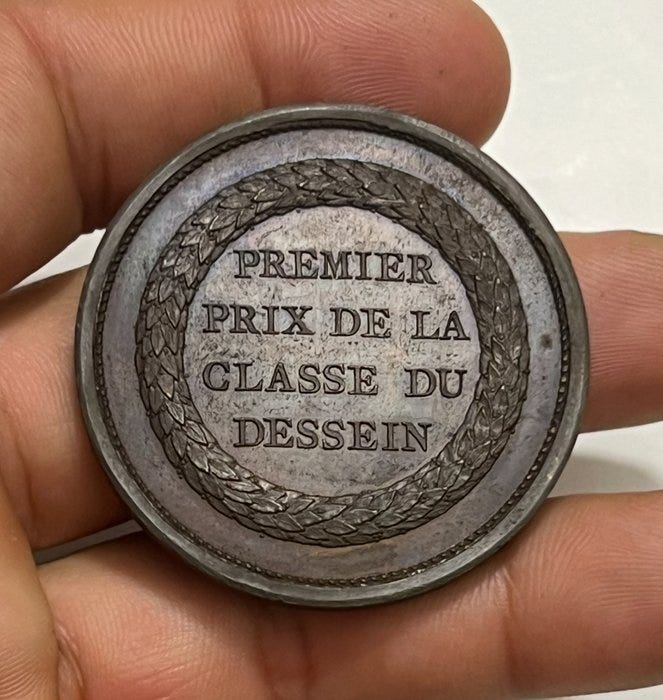 PREMIER
PRIX DE LA
CLASSE DU
DESSEIN